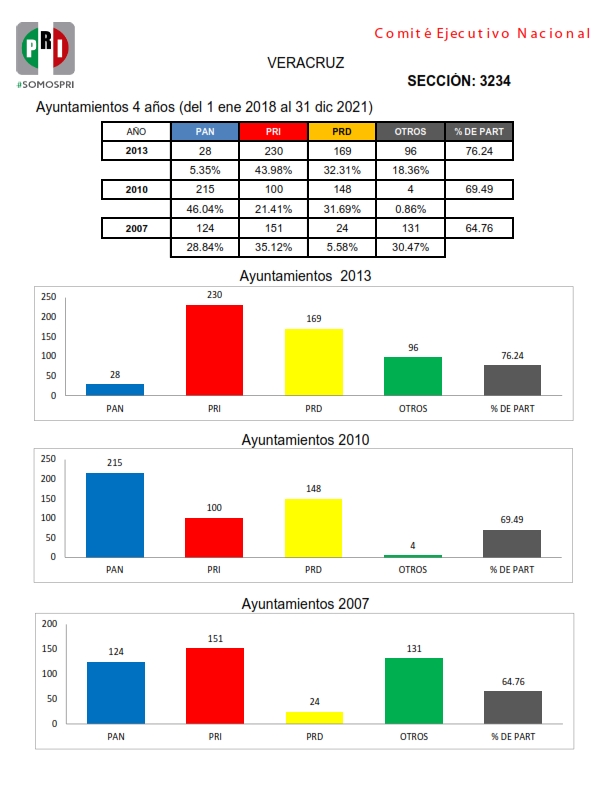 Comité Ejecutivo Nacional
PRI
#SOMOSPRI
VERACRUZ
SECCIÒN: 3234
Ayuntamientos 4 años (del 1 ene 2018 al 31 dic 2021)
AÑO PAN PRI PRD OTROS % DE PART
2013 28 230 169 96 76.24
5.35% 43.98% 32.31% 18.36%
2010 215 100 148 4 69.49
46.04% 21.41% 31.69% 0.86%
2007 124 151 24 131 64.76
28.84% 35.12% 5.58% 30.47%
Ayuntamientos 2013
250
200
150
100
50
0
28 230 169 96 76.24
PAN PRI PRD OTROS % DE PART
Ayuntamientos 2010
250
200
150
100
50
0
215 100 148 4 69.49
PAN PRI PRD OTROS % DE PART
Ayuntamientos 2007
200
150
100
50
0
124 151 24 131 64.76
PAN PRI PRD OTROS % DE PART